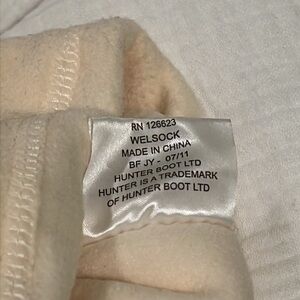 RN 126623
WELSOCK
MADE IN CHINA
BF JY - 07/11
HUNTER BOOT LTD
HUNTER IS A TRADEMARK
OF HUNTER BOOT LTD